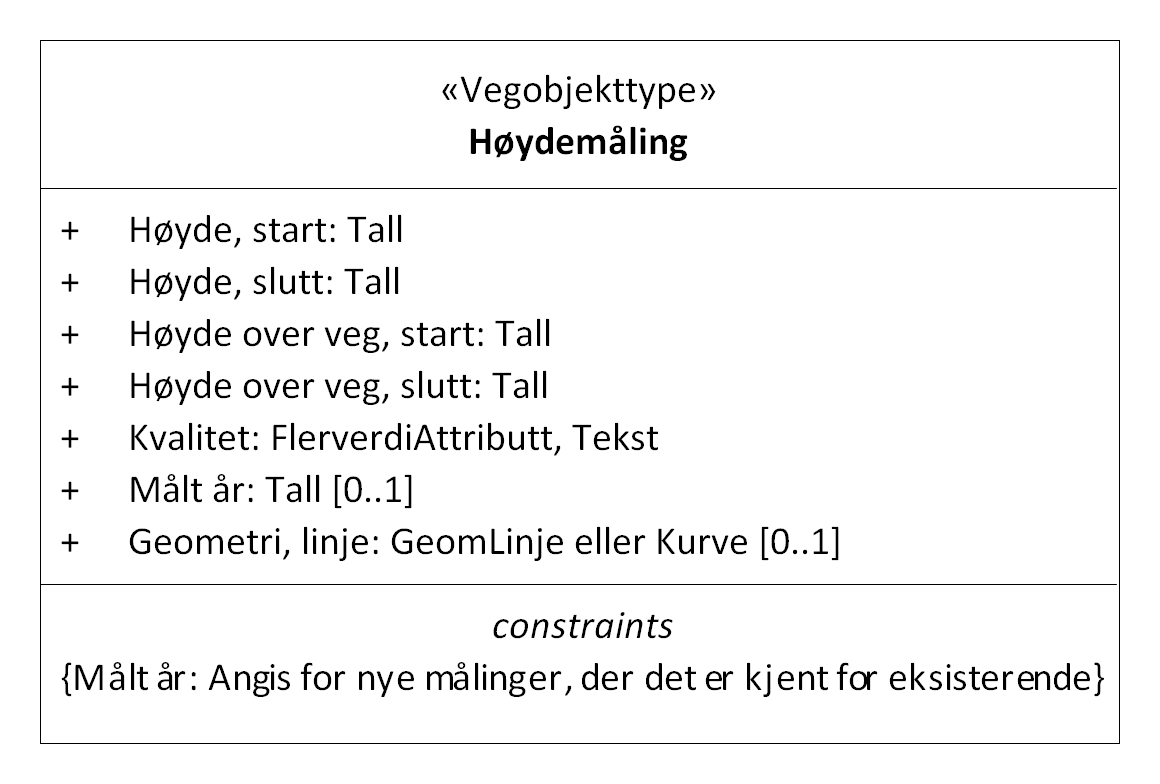 «Vegobjekttype»
Høydemåling
+ Høyde, start: Tall
+ Høyde, slutt: Tall
+ Høyde over veg, start: Tall
+ Høyde over veg, slutt: Tall
+ Kvalitet: FlerverdiAttributt, Tekst
+ Målt år: Tall [0..1]
+ Geometri, linje: GeomLinje eller Kurve [0..1]
constraints
{Målt år: Angis for nye målinger, der det er kjent for eksisterende}